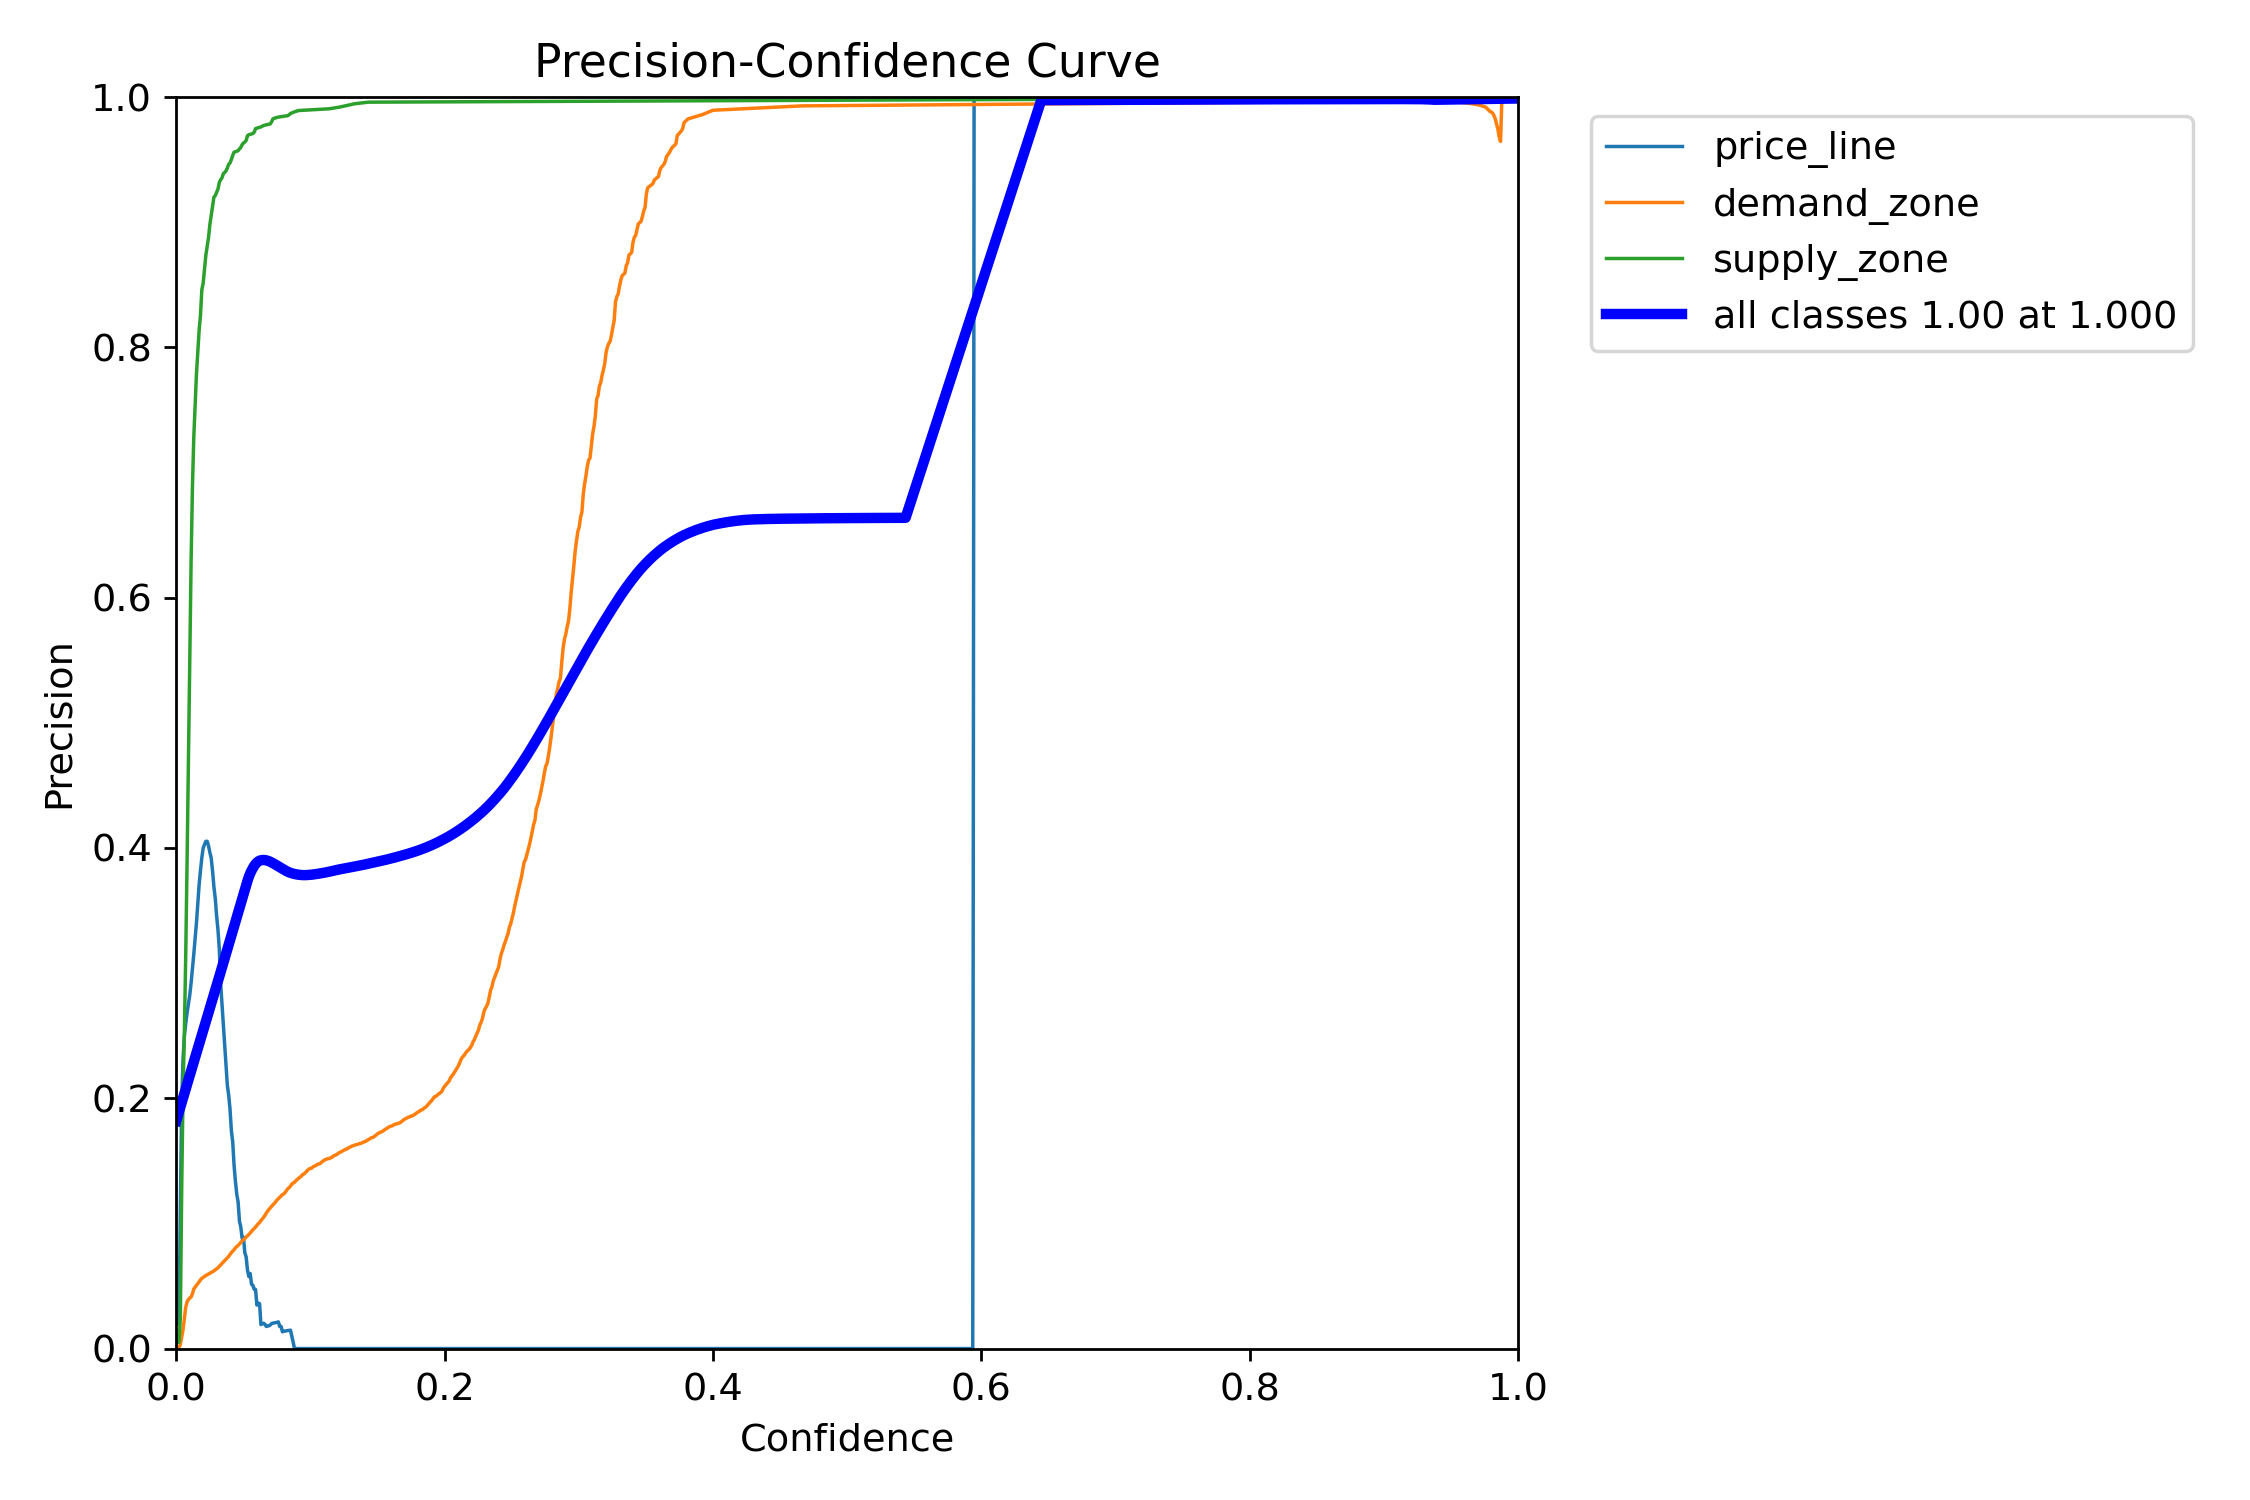 Precision-Confidence Curve
1.0
0.8
0.6
0.4
0.2
0.0
Precision
0.0 0.2 0.4 0.6 0.8 1.0
Confidence
price_line
demand_zone
supply_zone
all classes 1.00 at 1.000